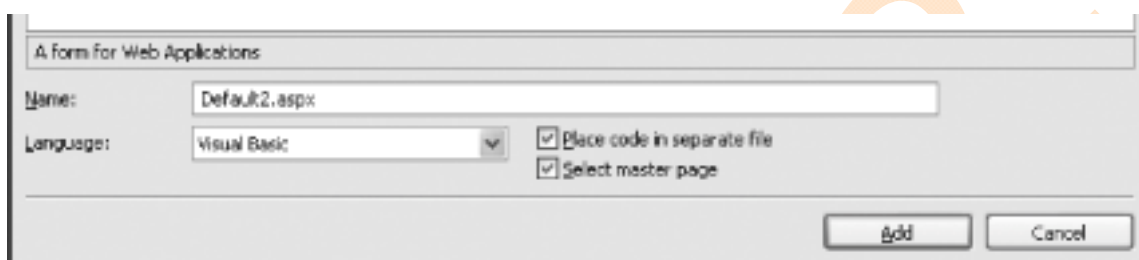 A form for Web Applications
Name: Default2.aspx
Language: Visual Basic
Place code in separate file
Select master page
Add Cancel